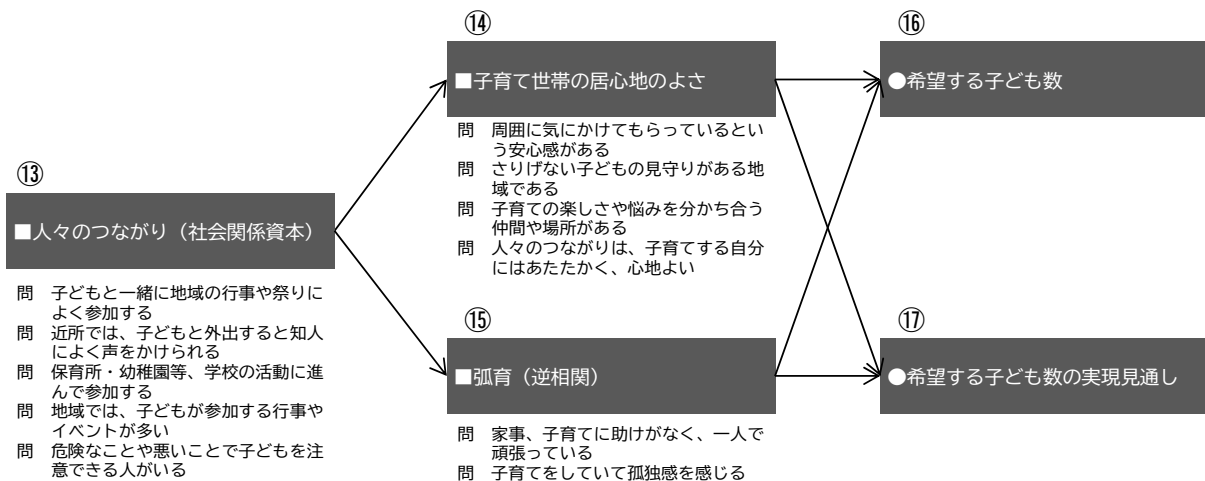 ⑬
■人々のつながり（社会関係資本）
問　子どもと一緒に地域の行事や祭りに
よく参加する
問　近所では、子どもと外出すると知人
によく声をかけられる
問　保育所・幼稚園等、学校の活動に進
んで参加する
問　地域では、子どもが参加する行事や
イベントが多い
問　危険なことや悪いことで子どもを注
意できる人がいる
⑭
■子育て世帯の居心地のよさ
問　周囲に気にかけてもらっているとい
う安心感がある
問　さりげない子どもの見守りがある地
域である
問　子育ての楽しさや悩みを分かち合う
仲間や場所がある
問　人々のつながりは、子育てする自分
にはあたたかく、心地よい
⑮
■弧育（逆相関）
問　家事、子育てに助けがなく、一人で
頑張っている
問　子育てをしていて孤独感を感じる
⑯
●希望する子ども数
⑰
●希望する子ども数の実現見通し